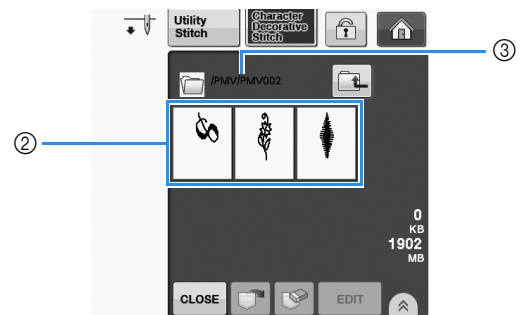 Utility
Stitch
Character
Decorative
Stitch
③
/PMV/PMV002
②
0
KB
1902
MB
CLOSE
EDIT